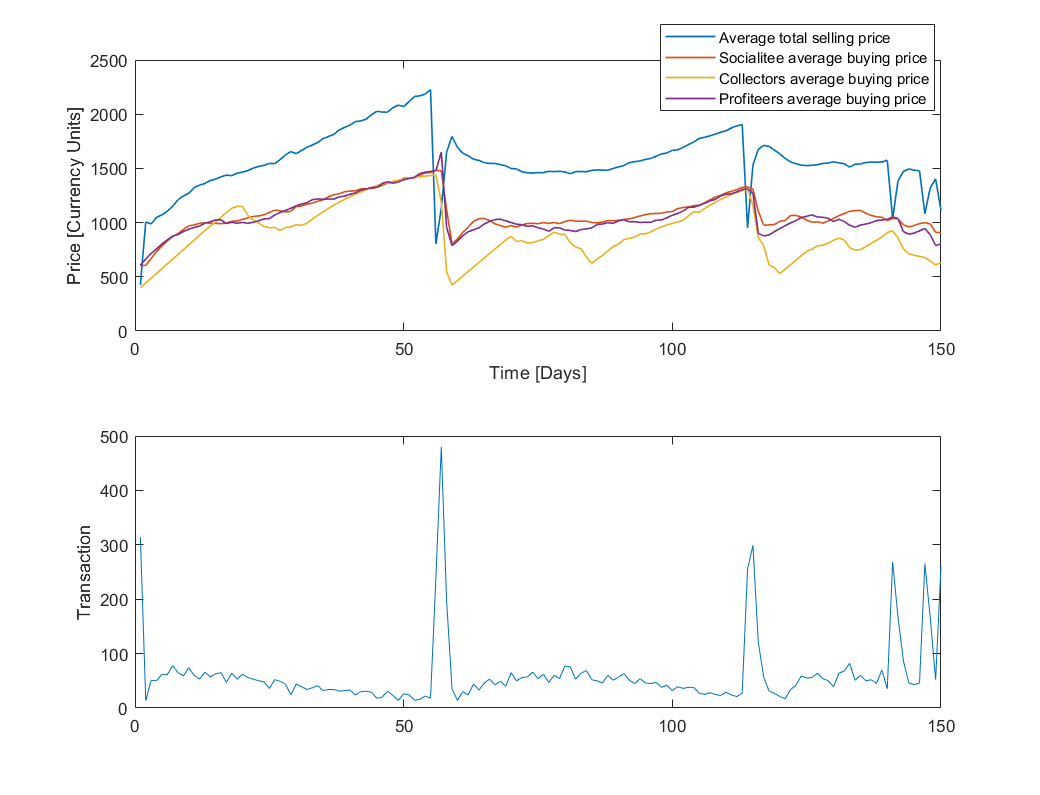 Average total selling price
Socialitee average buying price
Collectors average buying price
Profiteers average buying price
2500
2000
1500
1000
500
0
Price [Currency Units]
0 50 100 150
Time [Days]
500
400
300
200
100
0
Transaction
0 50 100 150